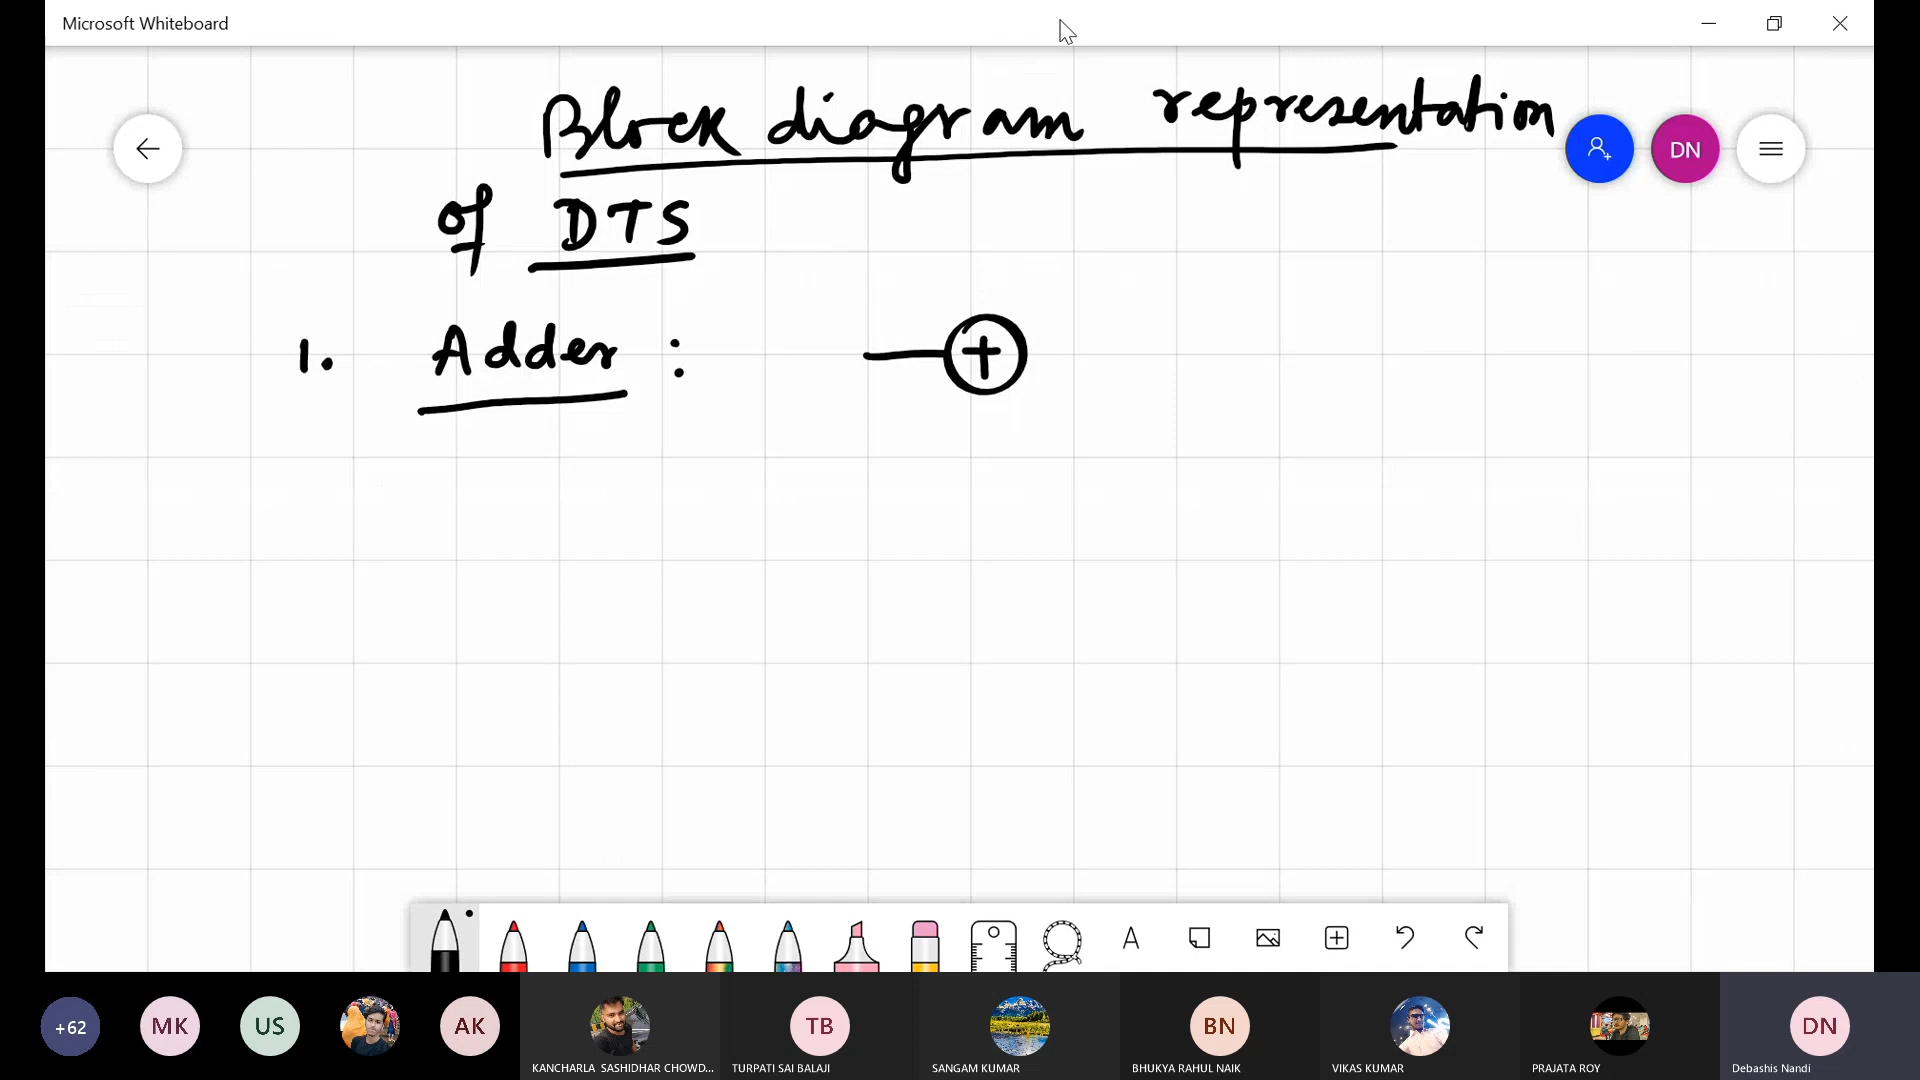 Microsoft Whiteboard
Block diagram representation
of DTS
DN
1. Adder : +
A
+62
MK
US
AK
TB
BN
DN
KANCHARLA SASHIDHAR CHOWD...
TURPATI SAI BALAJI
SANGAM KUMAR
BHUKYA RAHUL NAIK
VIKAS KUMAR
PRAJATA ROY
Debashis Nandi